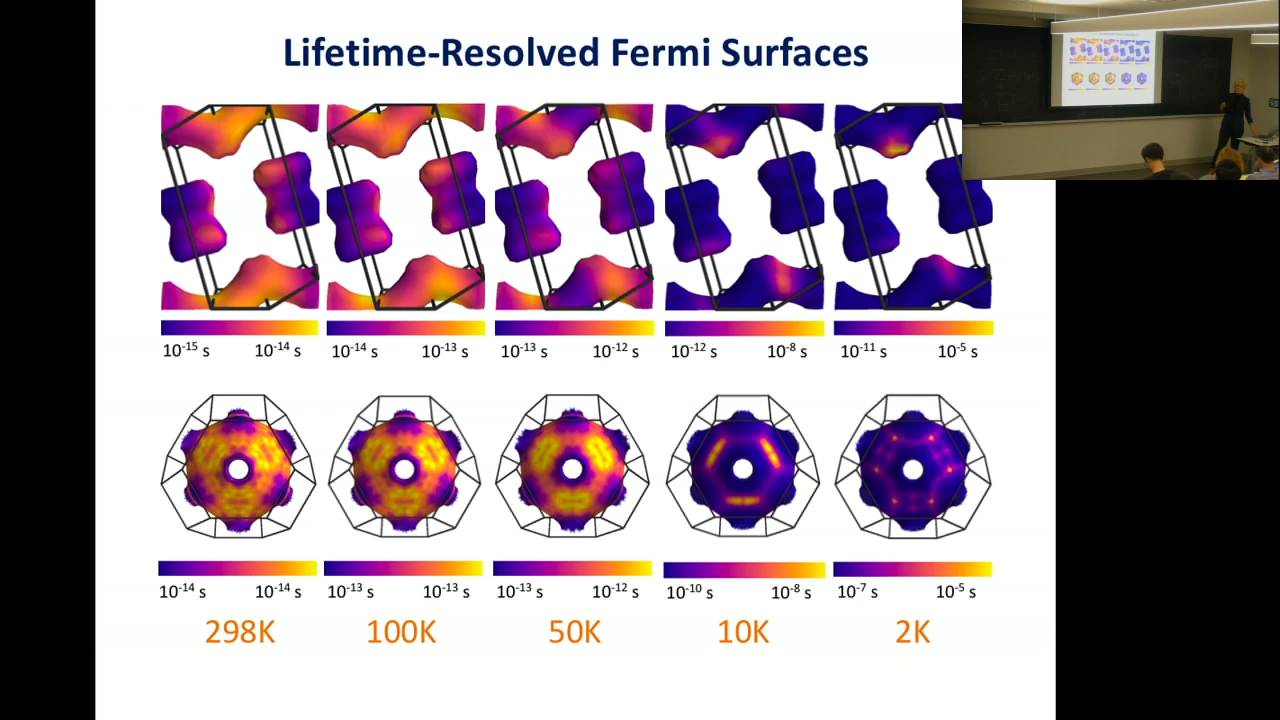 Lifetime-Resolved Fermi Surfaces
10-15 s 10-14 s 10-14 s 10-13 s 10-13 s 10-12 s 10-12 s 10-8 s 10-11 s 10-5 s
10-14 s 10-14 s 10-13 s 10-13 s 10-13 s 10-12 s 10-10 s 10-8 s 10-7 s 10-5 s
298K 100K 50K 10K 2K